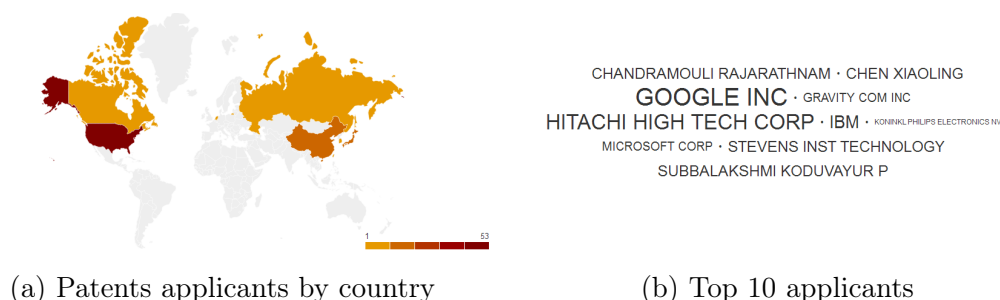 CHANDRAMOULI RAJARATHNAM · CHEN XIAOLING
GOOGLE INC · GRAVITY COM INC
HITACHI HIGH TECH CORP · IBM · KONINKL PHILIPS ELECTRONICS NV
MICROSOFT CORP · STEVENS INST TECHNOLOGY
SUBBALAKSHMI KODUVAYUR P
1 53
(a) Patents applicants by country
(b) Top 10 applicants